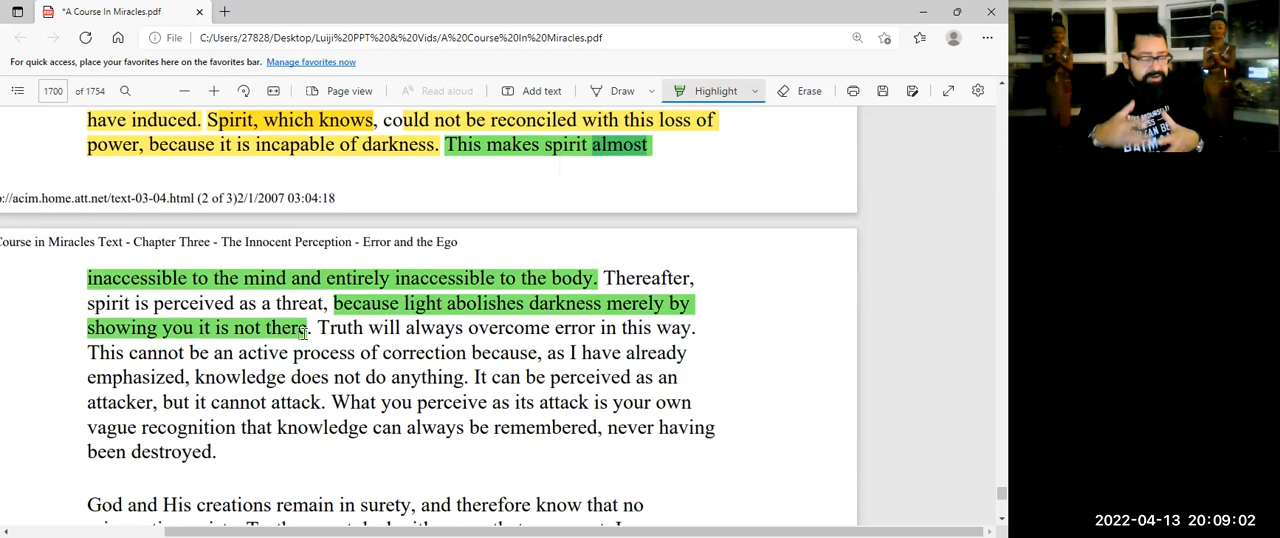 *A Course In Miracles.pdf
File C:/Users/27828/Desktop/Luiji%20PPT%20&%20Vids/A%20Course%20In%20Miracles.pdf
For quick access, place your favorites here on the favorites bar. Manage favorites now
1700 of 1754 Page view Read aloud Add text Draw Highlight Erase
have induced. Spirit, which knows, could not be reconciled with this loss of
power, because it is incapable of darkness. This makes spirit almost
//acim.home.att.net/text-03-04.html (2 of 3)2/1/2007 03:04:18
Course in Miracles Text - Chapter Three - The Innocent Perception - Error and the Ego
inaccessible to the mind and entirely inaccessible to the body. Thereafter,
spirit is perceived as a threat, because light abolishes darkness merely by
showing you it is not there. Truth will always overcome error in this way.
This cannot be an active process of correction because, as I have already
emphasized, knowledge does not do anything. It can be perceived as an
attacker, but it cannot attack. What you perceive as its attack is your own
vague recognition that knowledge can always be remembered, never having
been destroyed.
God and His creations remain in surety, and therefore know that no
2022-04-13 20:09:02